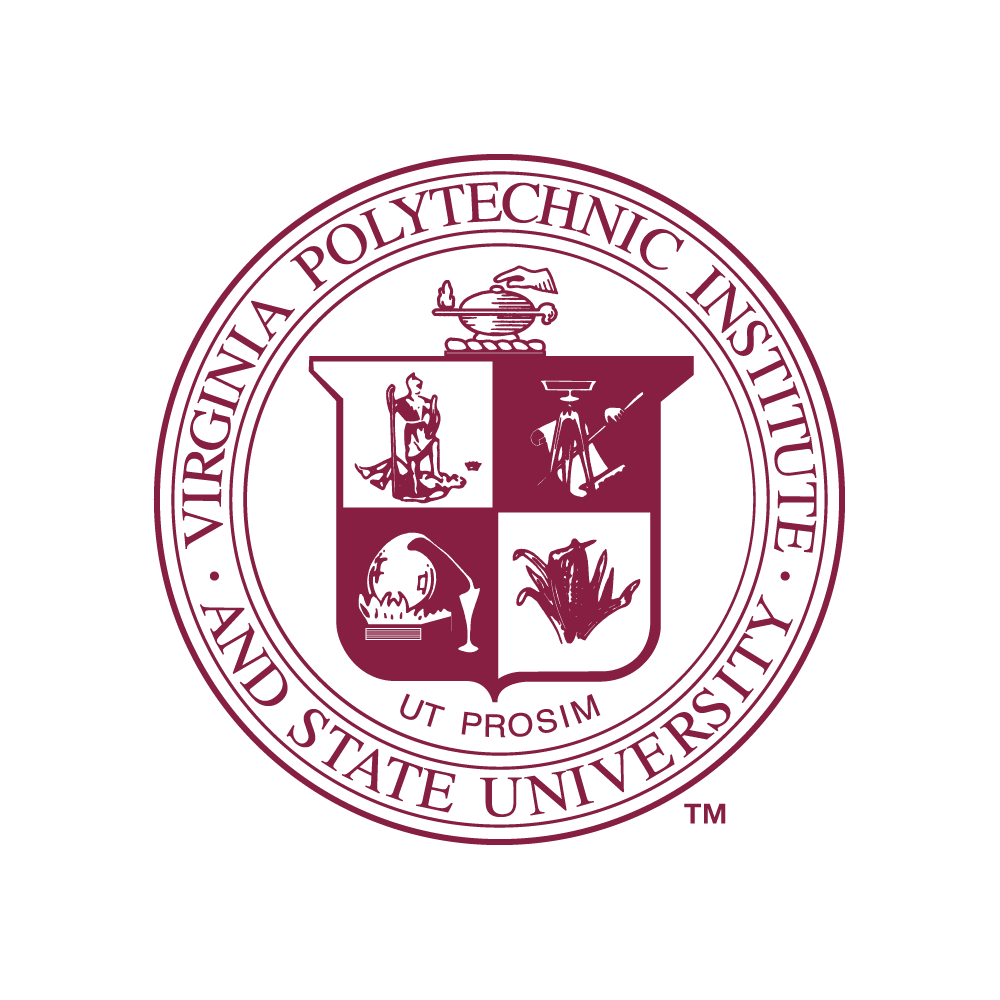 VIRGINIA POLYTECHNIC INSTITUTE
• AND STATE UNIVERSITY •
UT PROSIM
TM